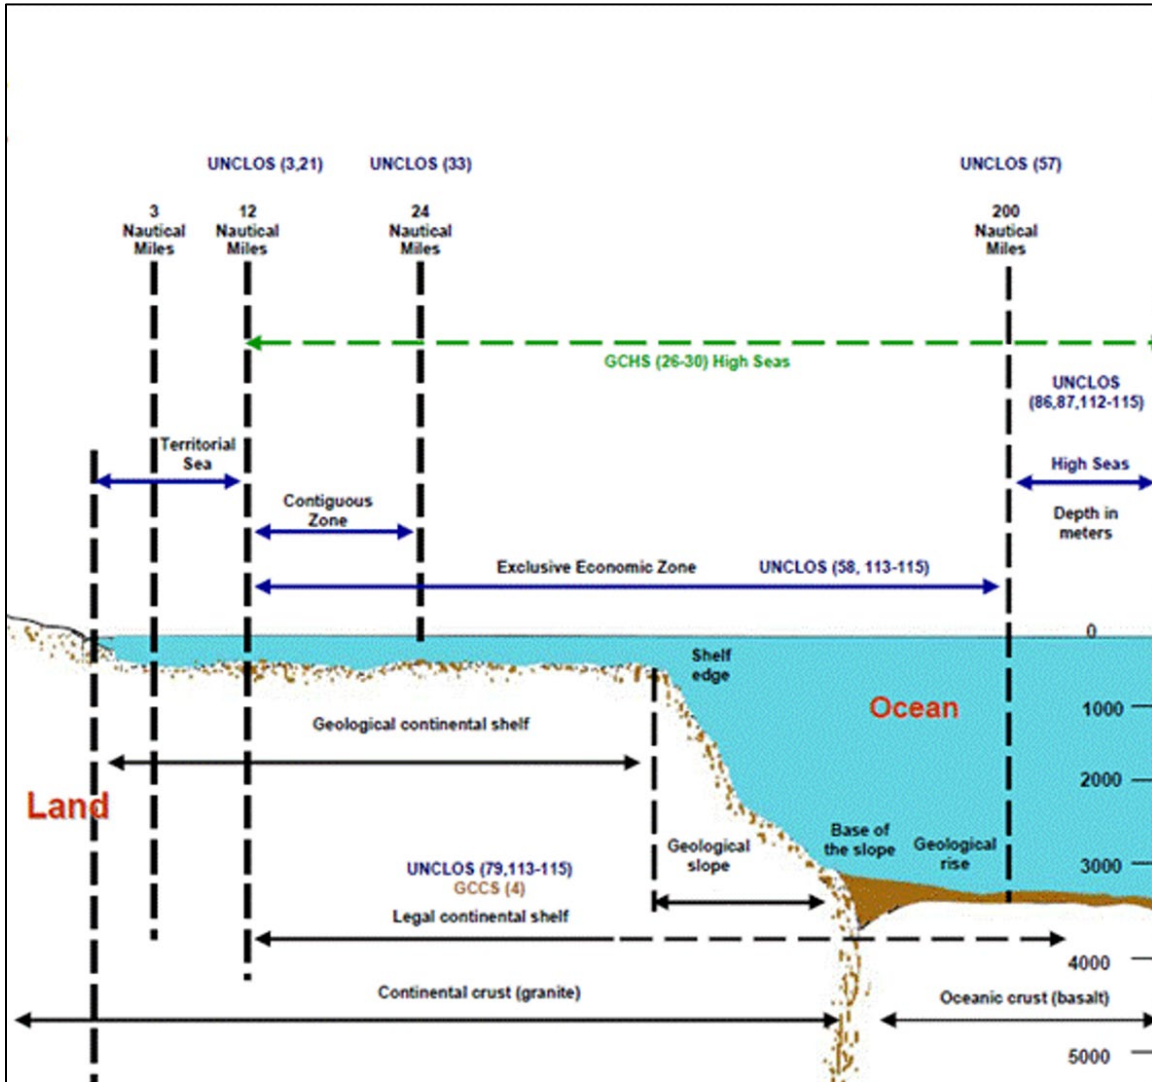 UNCLOS (3,21)
UNCLOS (33)
UNCLOS (57)
3
Nautical
Miles
12
Nautical
Miles
24
Nautical
Miles
200
Nautical
Miles
GCHS (26-30) High Seas
UNCLOS
(86,87,112-115)
Territorial
Sea
High Seas
Contiguous
Zone
Depth in
meters
Exclusive Economic Zone
UNCLOS (58, 113-115)
0
Shelf
edge
Ocean
1000
Geological continental shelf
2000
Land
Geological
slope
Base of
the slope
Geological
rise
3000
UNCLOS (79,113-115)
GCCS (4)
Legal continental shelf
4000
Continental crust (granite)
Oceanic crust (basalt)
5000